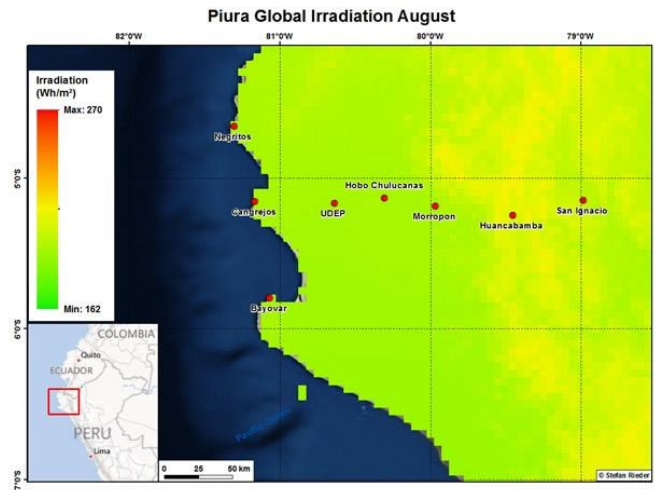 Piura Global Irradiation August
82°0'W 81°0'W 80°0'W 79°0'W
Irradiation
(Wh/m²)
Max: 270
Min: 162
Negritos
5°0'S
Hobo Chulucanas
Cangrejos
UDEP
Morropon
Huancabamba
San Ignacio
Bayovar
6°0'S
COLOMBIA
Quito
ECUADOR
PERU
Lima
0 25 50 km
7°0'S
© Stefan Rieder